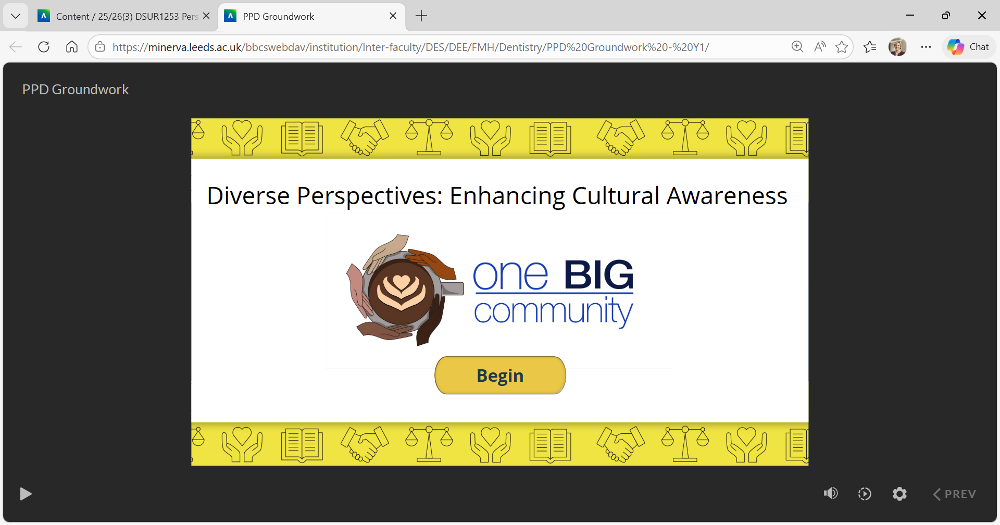 Content / 25/26(3) DSUR1253 Pers
PPD Groundwork
https://minerva.leeds.ac.uk/bbcswebdav/institution/Inter-faculty/DES/DEE/FMH/Dentistry/PPD%20Groundwork%20-%20Y1/
Chat
PPD Groundwork
Diverse Perspectives: Enhancing Cultural Awareness
one BIG
community
Begin
PREV